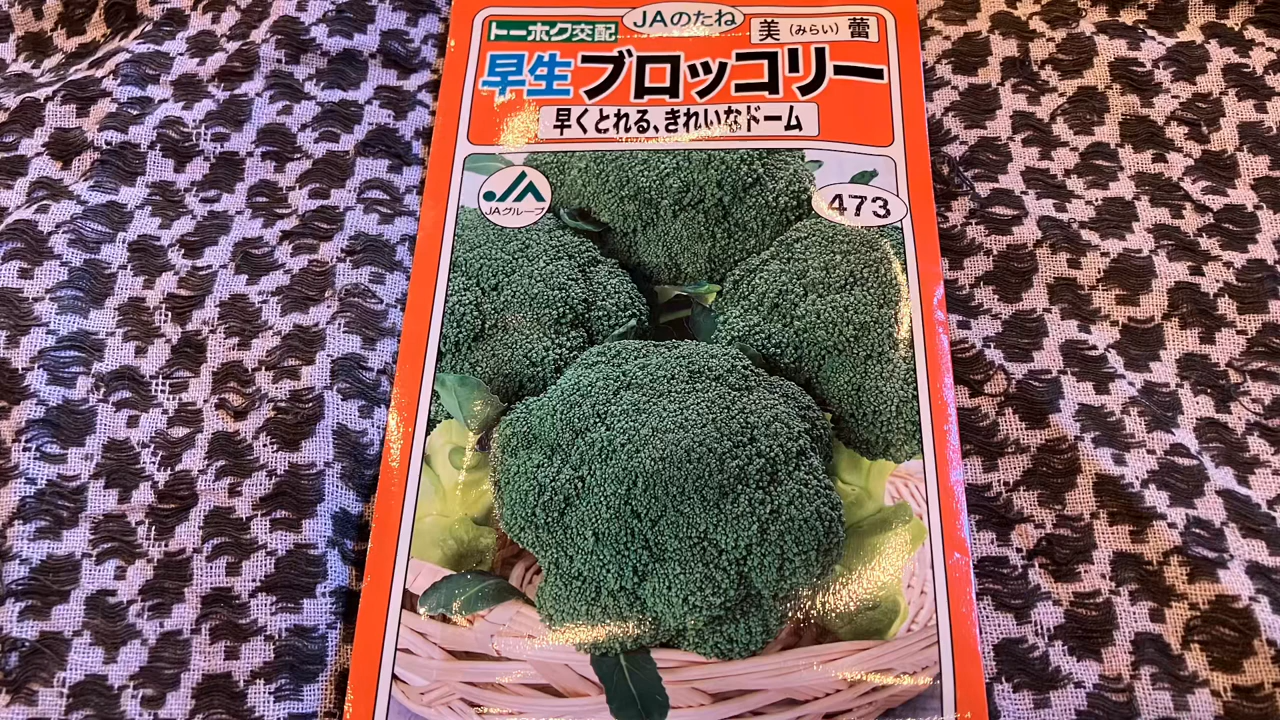 JAのたね
トーホク交配
美(みらい)蕾
早生ブロッコリー
早くとれる、きれいなドーム
JAグループ
473